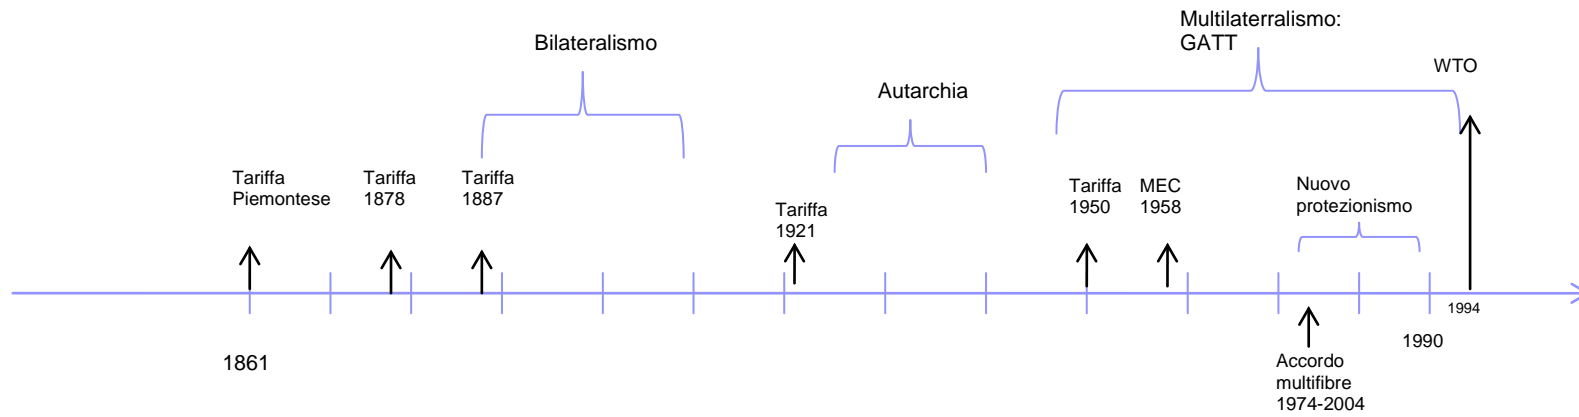 Multilaterralismo:
GATT
Bilateralismo
WTO
Autarchia
Tariffa
Piemontese
Tariffa
1878
Tariffa
1887
Tariffa
1921
Tariffa
1950
MEC
1958
Nuovo
protezionismo
1861
1990
1994
Accordo
multifibre
1974-2004